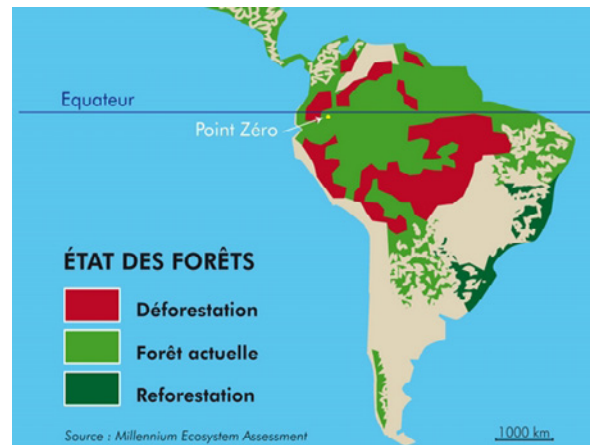 Equateur
Point Zéro
ÉTAT DES FORÊTS
Déforestation
Forêt actuelle
Reforestation
Source : Millennium Ecosystem Assessment
1000 km